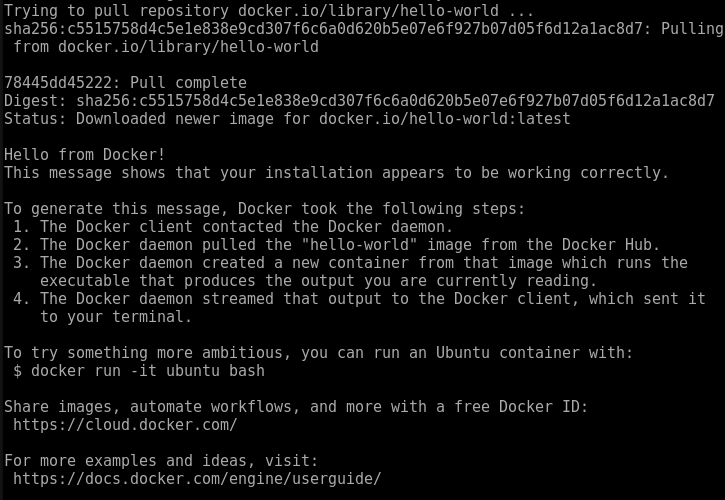 Trying to pull repository docker.io/library/hello-world ...
sha256:c5515758d4c5e1e838e9cd307f6c6a0d620b5e07e6f927b07d05f6d12a1ac8d7: Pulling
from docker.io/library/hello-world
78445dd45222: Pull complete
Digest: sha256:c5515758d4c5e1e838e9cd307f6c6a0d620b5e07e6f927b07d05f6d12a1ac8d7
Status: Downloaded newer image for docker.io/hello-world:latest
Hello from Docker!
This message shows that your installation appears to be working correctly.
To generate this message, Docker took the following steps:
1. The Docker client contacted the Docker daemon.
2. The Docker daemon pulled the "hello-world" image from the Docker Hub.
3. The Docker daemon created a new container from that image which runs the
executable that produces the output you are currently reading.
4. The Docker daemon streamed that output to the Docker client, which sent it
to your terminal.
To try something more ambitious, you can run an Ubuntu container with:
$ docker run -it ubuntu bash
Share images, automate workflows, and more with a free Docker ID:
https://cloud.docker.com/
For more examples and ideas, visit:
https://docs.docker.com/engine/userguide/